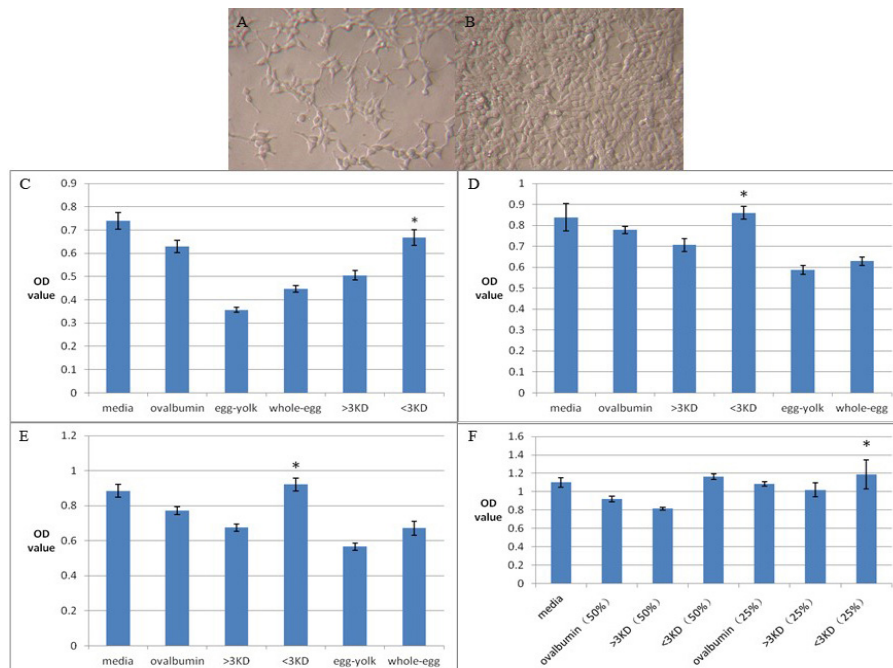 A
B
C
0.9
0.8
0.7
0.6
0.5
0.4
0.3
0.2
0.1
0
OD
value
*
media ovalbumin egg-yolk whole-egg >3KD <3KD
D
1
0.9
0.8
0.7
0.6
0.5
0.4
0.3
0.2
0.1
0
OD
value
*
media ovalbumin >3KD <3KD egg-yolk whole-egg
E
1.2
1
0.8
0.6
0.4
0.2
0
OD
value
*
media ovalbumin >3KD <3KD egg-yolk whole-egg
F
1.6
1.4
1.2
1
0.8
0.6
0.4
0.2
0
OD
value
*
media
ovalbumin（50%）
>3KD（50%）
<3KD（50%）
ovalbumin（25%）
>3KD（25%）
<3KD（25%）